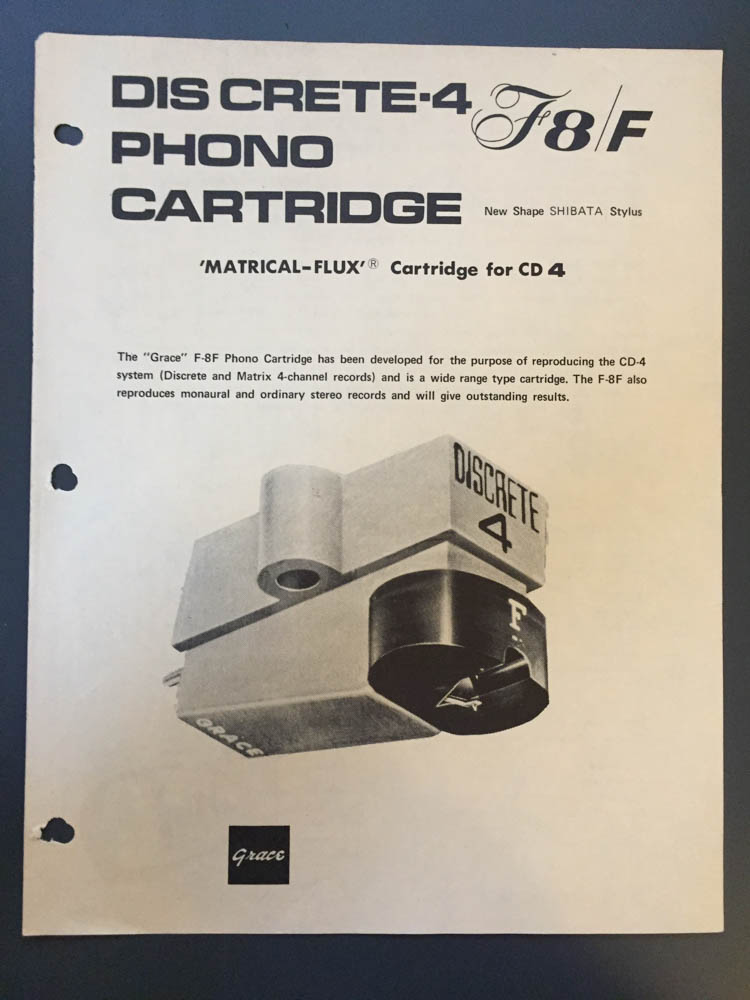 DISCRETE-4 F8/F
PHONO
CARTRIDGE New Shape SHIBATA Stylus
'MATRICAL-FLUX'® Cartridge for CD 4
The "Grace" F-8F Phono Cartridge has been developed for the purpose of reproducing the CD-4
system (Discrete and Matrix 4-channel records) and is a wide range type cartridge. The F-8F also
reproduces monaural and ordinary stereo records and will give outstanding results.
DISCRETE
4
F
GRACE
Grace